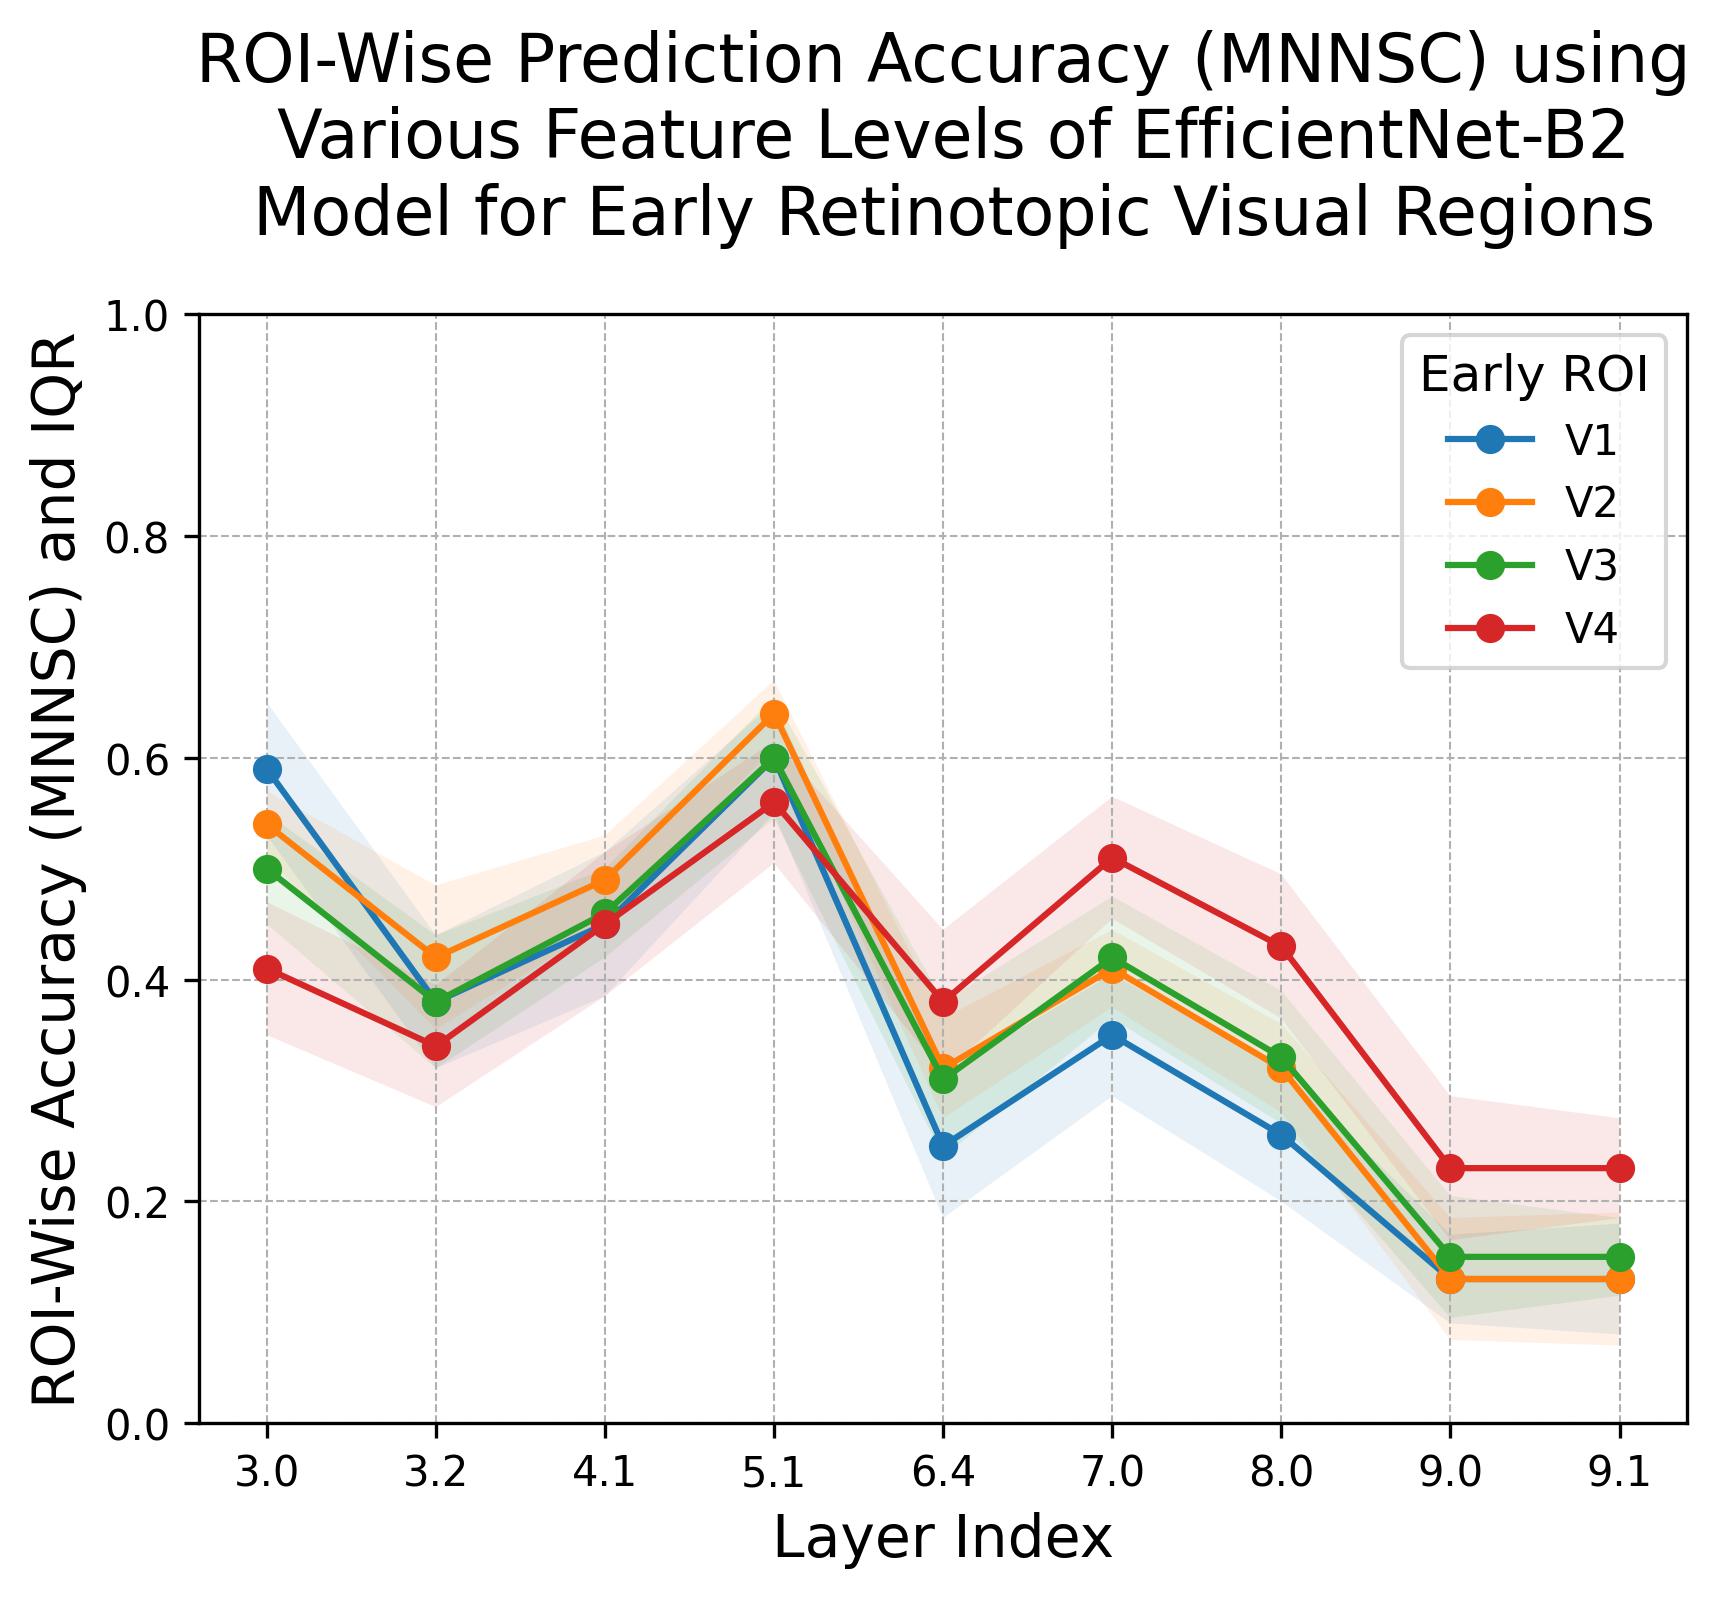 ROI-Wise Prediction Accuracy (MNNSC) using
Various Feature Levels of EfficientNet-B2
Model for Early Retinotopic Visual Regions
ROI-Wise Accuracy (MNNSC) and IQR
1.0
0.8
0.6
0.4
0.2
0.0
Early ROI
V1
V2
V3
V4
3.0 3.2 4.1 5.1 6.4 7.0 8.0 9.0 9.1
Layer Index